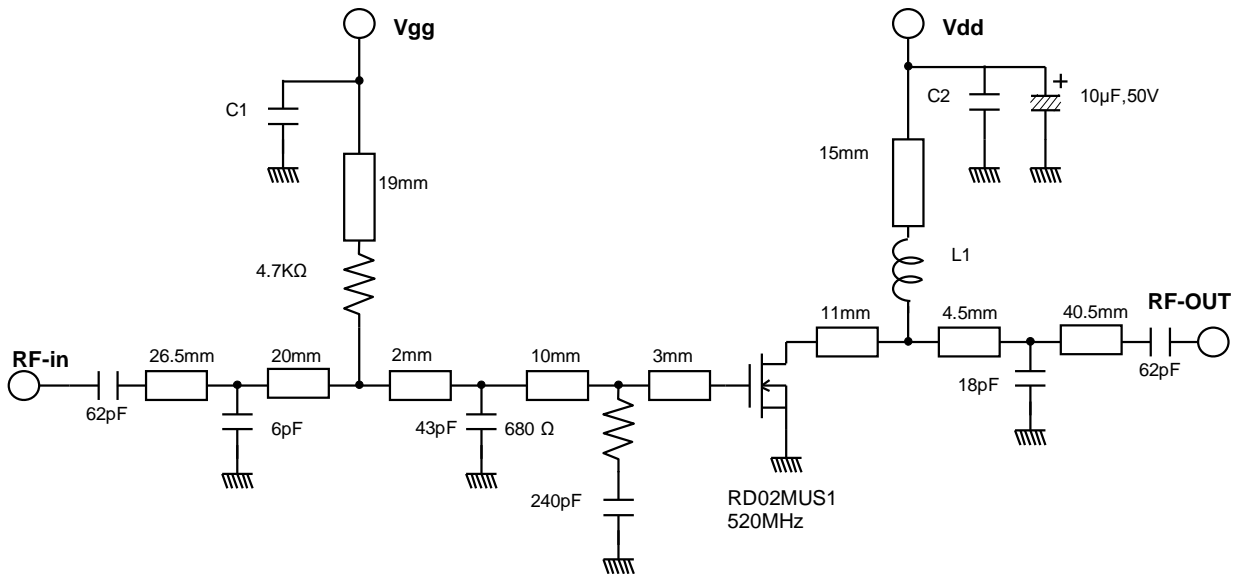 Vgg
Vdd
C1
C2
10µF,50V
15mm
19mm
4.7KΩ
L1
RF-OUT
11mm
4.5mm
40.5mm
RF-in
26.5mm
20mm
2mm
10mm
3mm
62pF
18pF
62pF
6pF
43pF
680 Ω
240pF
RD02MUS1
520MHz